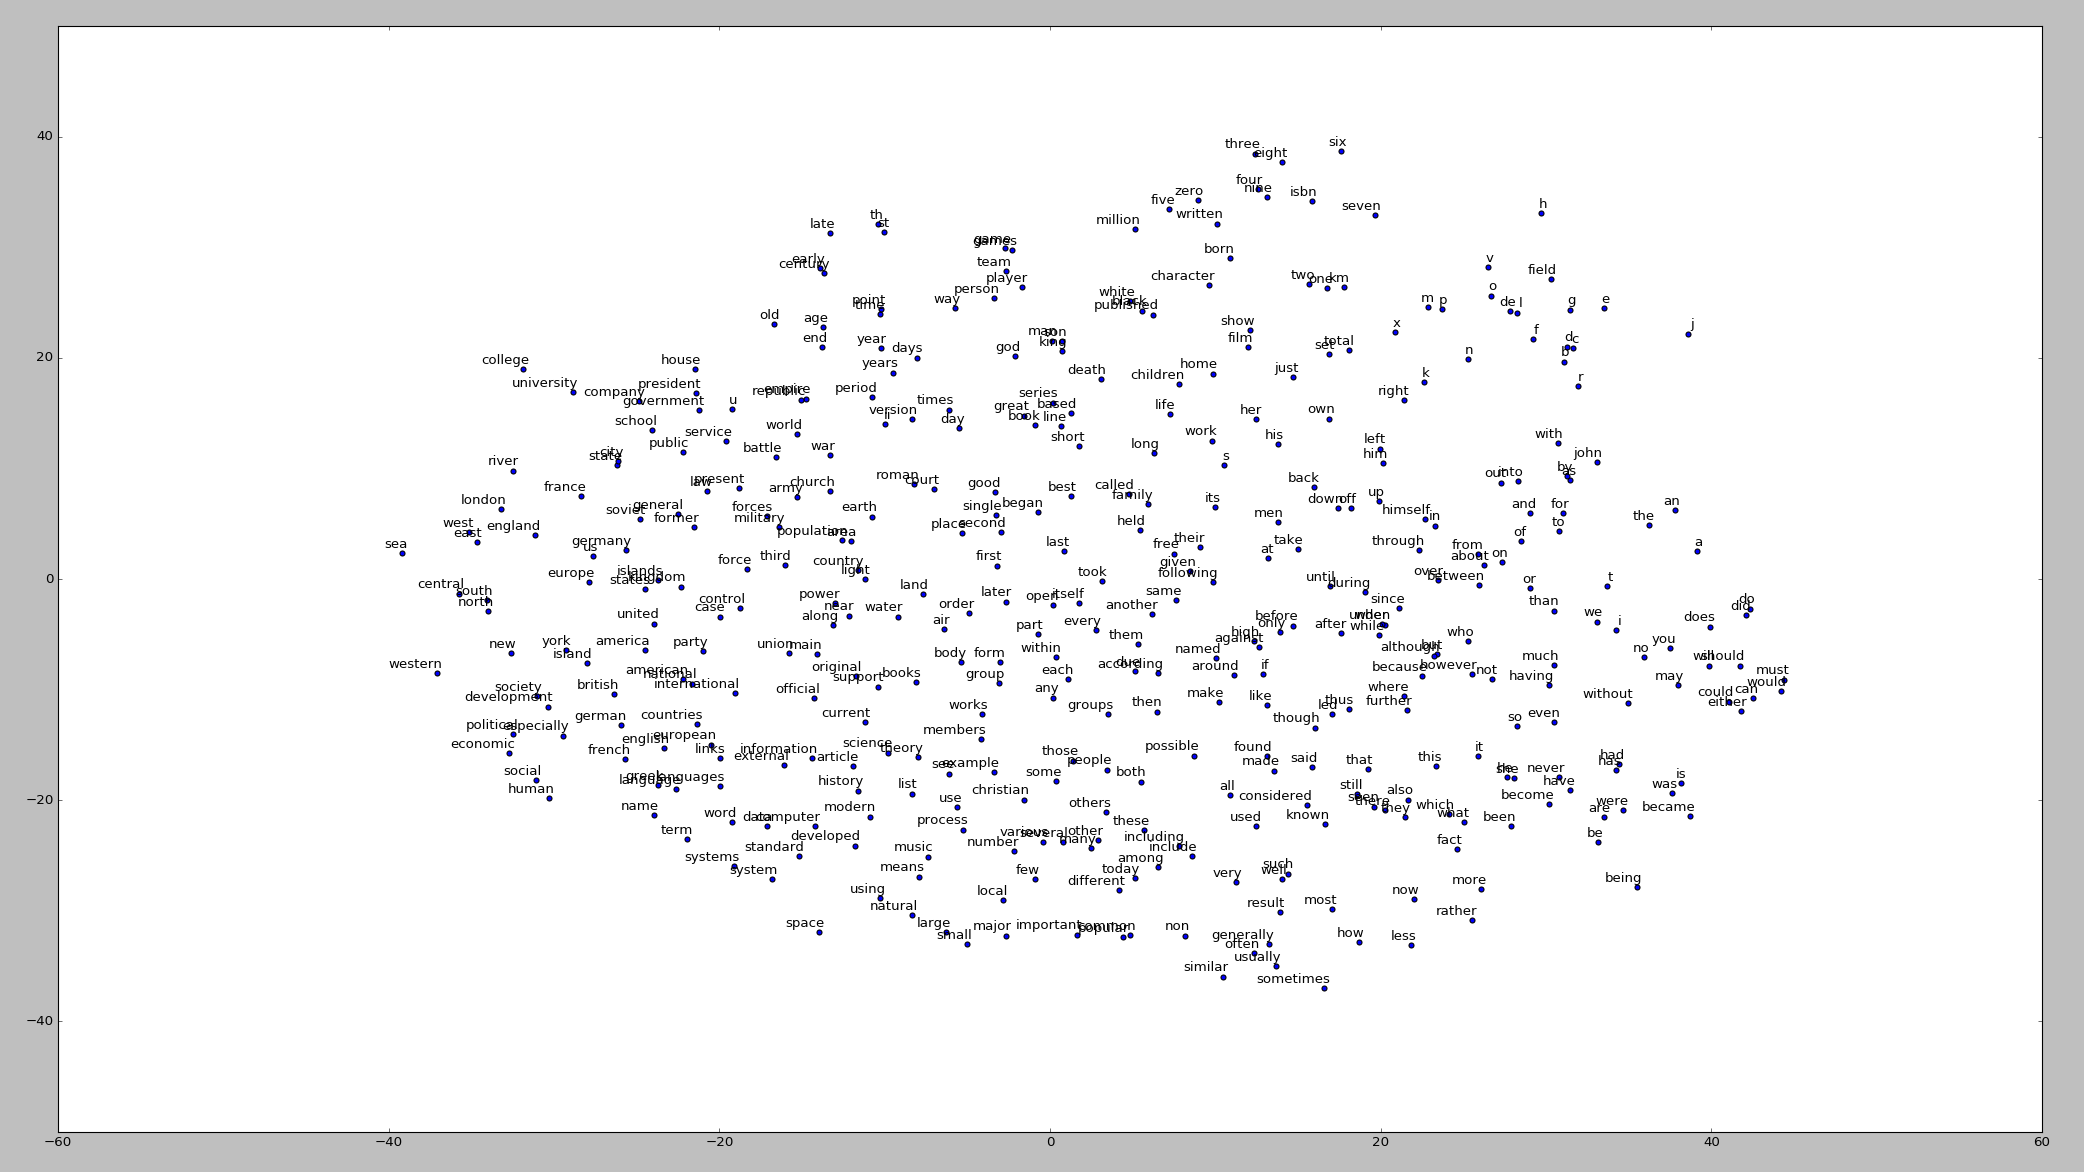 40
20
0
−20
−40
−60
−40
−20
0
20
40
60
three
eight
six
four
nine
isbn
zero
five
written
seven
h
million
late
th
st
game
games
born
team
early
century
v
field
player
character
two
one
km
person
white
black
published
point
time
way
o
m
p
de
l
g
e
old
age
show
x
j
end
year
man
son
king
film
set
total
f
d
c
days
god
n
b
college
house
years
death
home
just
k
r
university
company
president
children
republic
empire
period
series
right
government
u
times
great
based
life
her
own
version
li
book
line
day
school
service
world
short
work
his
with
public
battle
war
long
left
city
state
s
him
john
river
roman
court
good
out
into
by
as
law
present
church
army
best
called
back
france
family
london
general
soviet
forces
earth
single
began
its
down
off
up
and
for
an
west
east
england
former
military
place
second
held
men
himself
in
to
the
population
area
of
sea
germany
us
last
their
take
through
free
at
from
about
on
a
force
third
country
light
first
given
following
europe
islands
kingdom
states
took
until
during
over
between
or
t
central
south
north
control
case
power
near
land
later
open
itself
same
since
than
do
did
water
order
another
united
along
air
every
before
only
after
under
when
while
we
i
does
part
high
against
new
york
america
party
union
main
them
who
island
body
form
within
named
although
but
no
you
western
american
national
original
each
according
due
around
if
because
however
not
much
will
should
international
support
books
group
having
may
must
would
society
development
british
official
any
make
like
where
further
without
could
can
either
works
groups
then
thus
led
german
countries
current
though
so
even
political
especially
members
economic
english
european
french
links
information
external
science
theory
article
those
people
possible
found
made
said
that
this
it
had
has
social
human
greek
language
languages
history
see
example
some
both
he
she
never
have
is
was
list
christian
all
considered
still
seen
there
also
they
which
what
become
were
are
became
name
word
data
computer
modern
use
others
used
known
been
term
developed
process
various
several
number
other
many
these
including
include
fact
be
systems
system
standard
music
among
means
few
today
different
very
such
well
more
being
using
local
natural
result
most
now
rather
space
large
small
major
important
common
popular
non
generally
often
usually
how
less
similar
sometimes